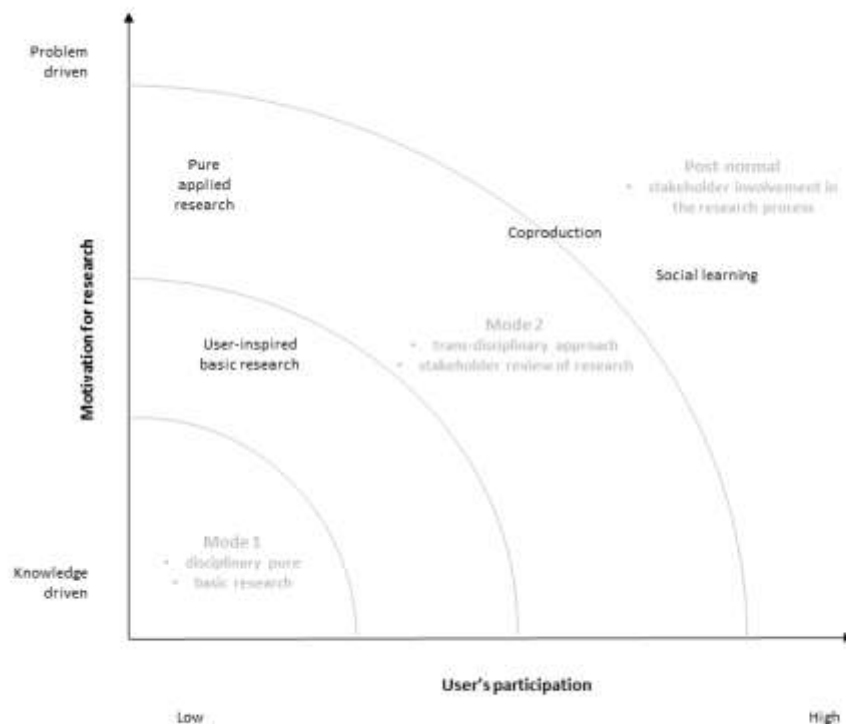 Problem
driven
Pure
applied
research
Post-normal
• stakeholder involvement in
the research process
Coproduction
Social learning
Motivation for research
User-inspired
basic research
Mode 2
• trans-disciplinary approach
• stakeholder review of research
Mode 1
• disciplinary pure
• basic research
Knowledge
driven
User's participation
Low
High